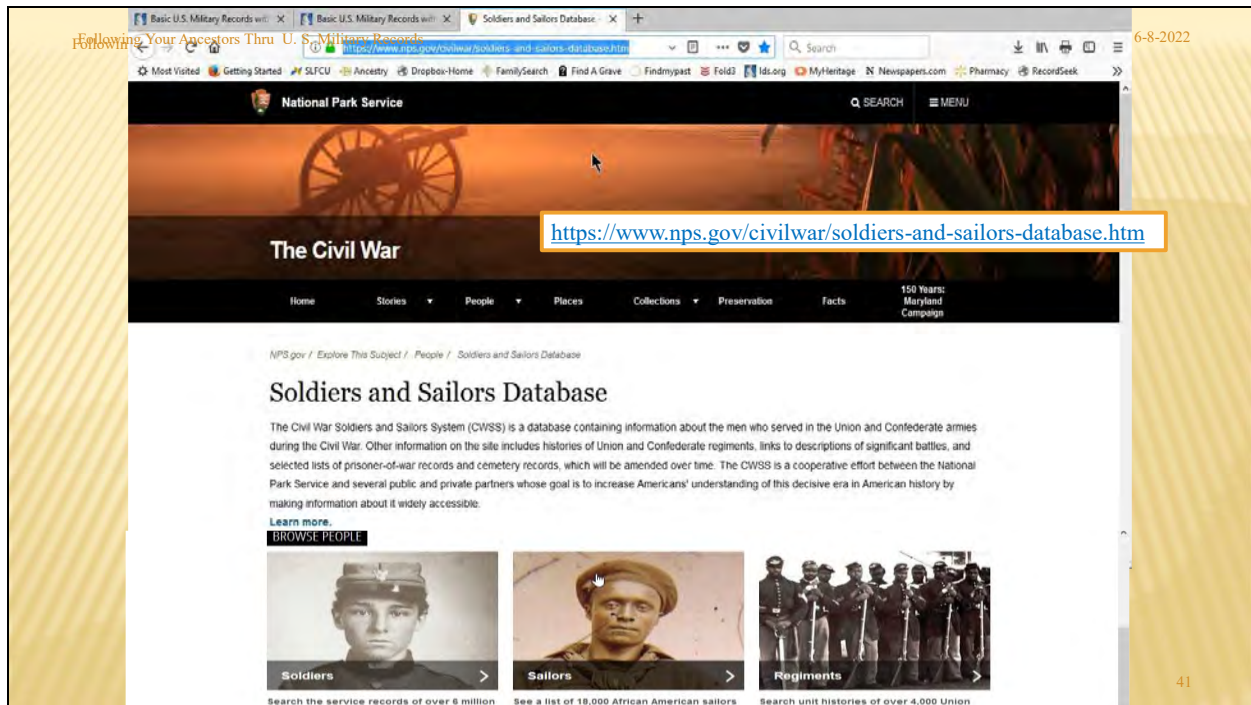 Basic U.S. Military Records with
Basic U.S. Military Records with
Soldiers and Sailors Database -
Following Your Ancestors Thru U. S. Military Records
6-8-2022
https://www.nps.gov/civilwar/soldiers-and-sailors-database.htm
Search
Most Visited Getting Started SLFCU Ancestry Dropbox-Home FamilySearch Find A Grave Findmypast Fold3 lds.org MyHeritage Newspapers.com Pharmacy RecordSeek
National Park Service
SEARCH MENU
https://www.nps.gov/civilwar/soldiers-and-sailors-database.htm
The Civil War
Home Stories People Places Collections Preservation Facts 150 Years: Maryland Campaign
NPS.gov / Explore This Subject / People / Soldiers and Sailors Database
Soldiers and Sailors Database
The Civil War Soldiers and Sailors System (CWSS) is a database containing information about the men who served in the Union and Confederate armies
during the Civil War. Other information on the site includes histories of Union and Confederate regiments, links to descriptions of significant battles, and
selected lists of prisoner-of-war records and cemetery records, which will be amended over time. The CWSS is a cooperative effort between the National
Park Service and several public and private partners whose goal is to increase Americans' understanding of this decisive era in American history by
making information about it widely accessible.
Learn more.
BROWSE PEOPLE
Soldiers
Sailors
Regiments
Search the service records of over 6 million
See a list of 18,000 African American sailors
Search unit histories of over 4,000 Union
41